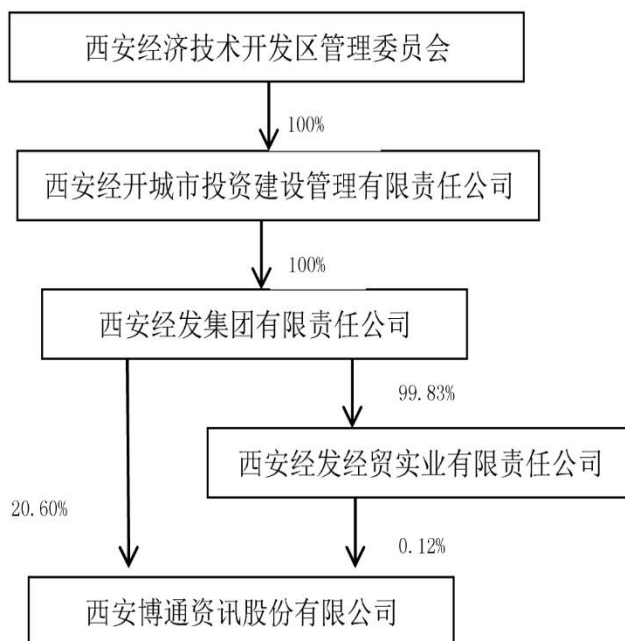 西安经济技术开发区管理委员会
100%
西安经开城市投资建设管理有限责任公司
100%
西安经发集团有限责任公司
99.83%
西安经发经贸实业有限责任公司
20.60%
0.12%
西安博通资讯股份有限公司